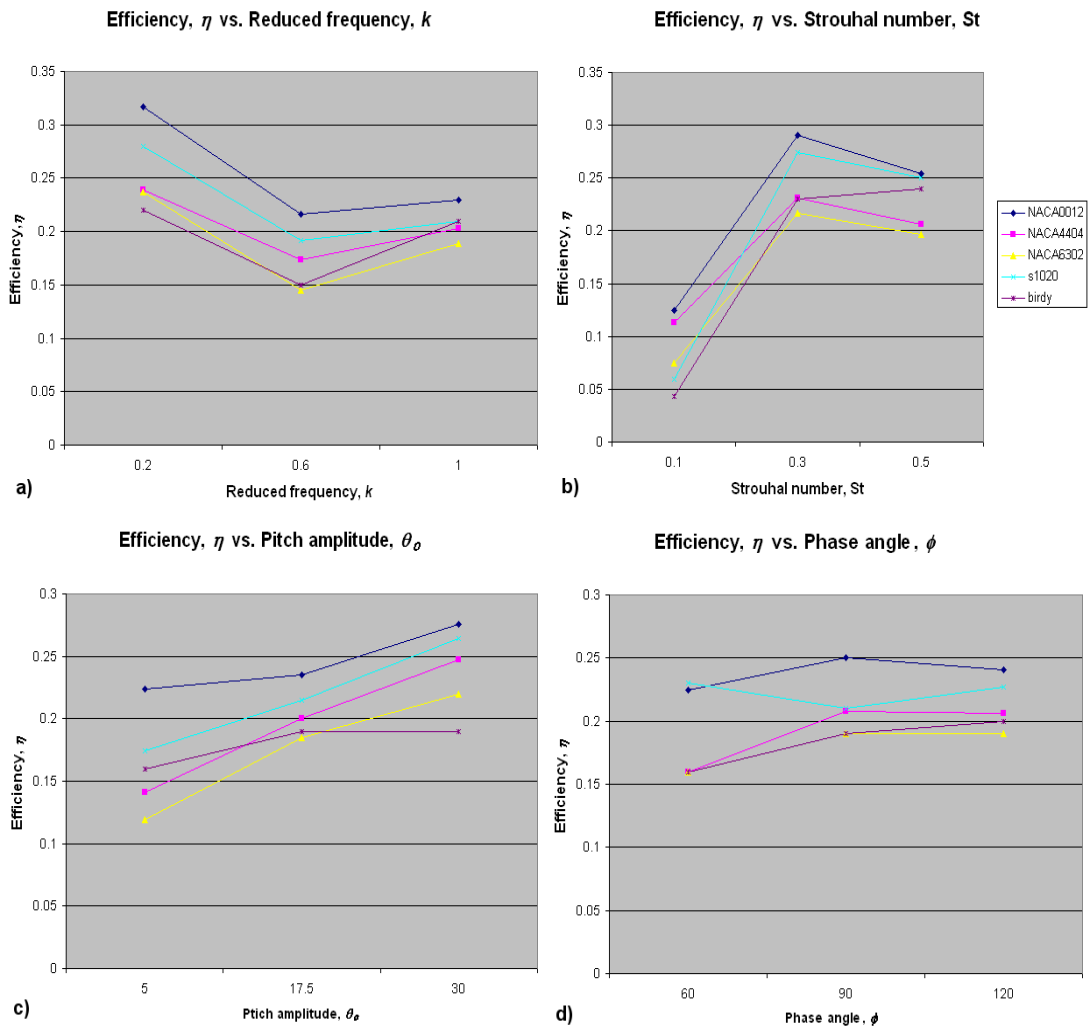 Efficiency, η vs. Reduced frequency, k
0.35
0.3
0.25
0.2
0.15
0.1
0.05
0
Efficiency, η
0.2 0.6 1
a)
Reduced frequency, k
Efficiency, η vs. Strouhal number, St
0.35
0.3
0.25
0.2
0.15
0.1
0.05
0
Efficiency, η
0.1 0.3 0.5
b)
Strouhal number, St
NACA0012
NACA4404
NACA6302
s1020
birdy
Efficiency, η vs. Pitch amplitude, θo
0.3
0.25
0.2
0.15
0.1
0.05
0
Efficiency, η
5 17.5 30
c)
Ptich amplitude, θo
Efficiency, η vs. Phase angle , ϕ
0.3
0.25
0.2
0.15
0.1
0.05
0
Efficiency, η
60 90 120
d)
Phase angle , ϕ